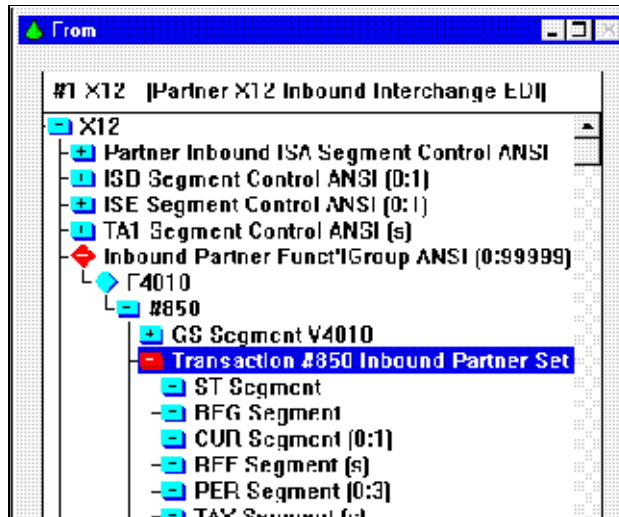 From
#1 X12 [Partner X12 Inbound Interchange EDI]
X12
Partner Inbound ISA Segment Control ANSI
ISD Segment Control ANSI (0:1)
ISE Segment Control ANSI (0:1)
TA1 Segment Control ANSI (s)
Inbound Partner Funct'lGroup ANSI (0:99999)
F4010
#850
GS Segment V4010
Transaction #850 Inbound Partner Set
ST Segment
BEG Segment
CUR Segment (0:1)
REF Segment (s)
PER Segment (0:3)
TAX Segment (s)